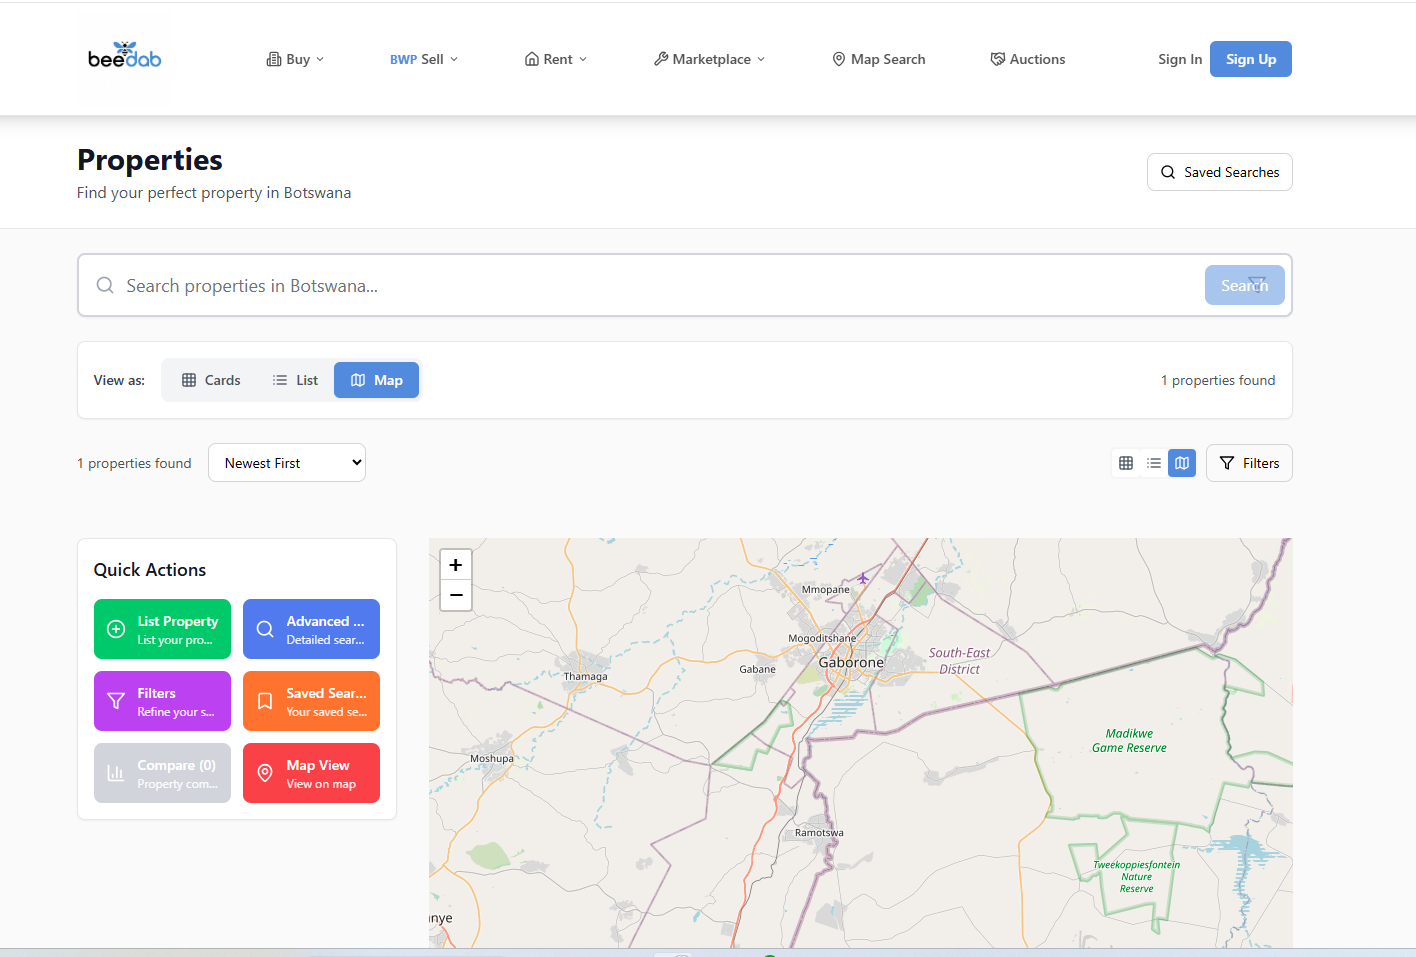 beedab
Buy
BWP Sell
Rent
Marketplace
Map Search
Auctions
Sign In
Sign Up
Properties
Find your perfect property in Botswana
Saved Searches
Search properties in Botswana...
Search
View as:
Cards
List
Map
1 properties found
1 properties found
Newest First
Filters
Quick Actions
List Property
List your pro...
Advanced ...
Detailed sear...
Filters
Refine your s...
Saved Sear...
Your saved se...
Compare (0)
Property com...
Map View
View on map
+
−
Mmopane
Mogoditshane
Gaborone
Gabane
South-East
District
Thamaga
Madikwe
Game Reserve
Moshupa
Ramotswa
Tweekoppiesfontein
Nature
Reserve
nye